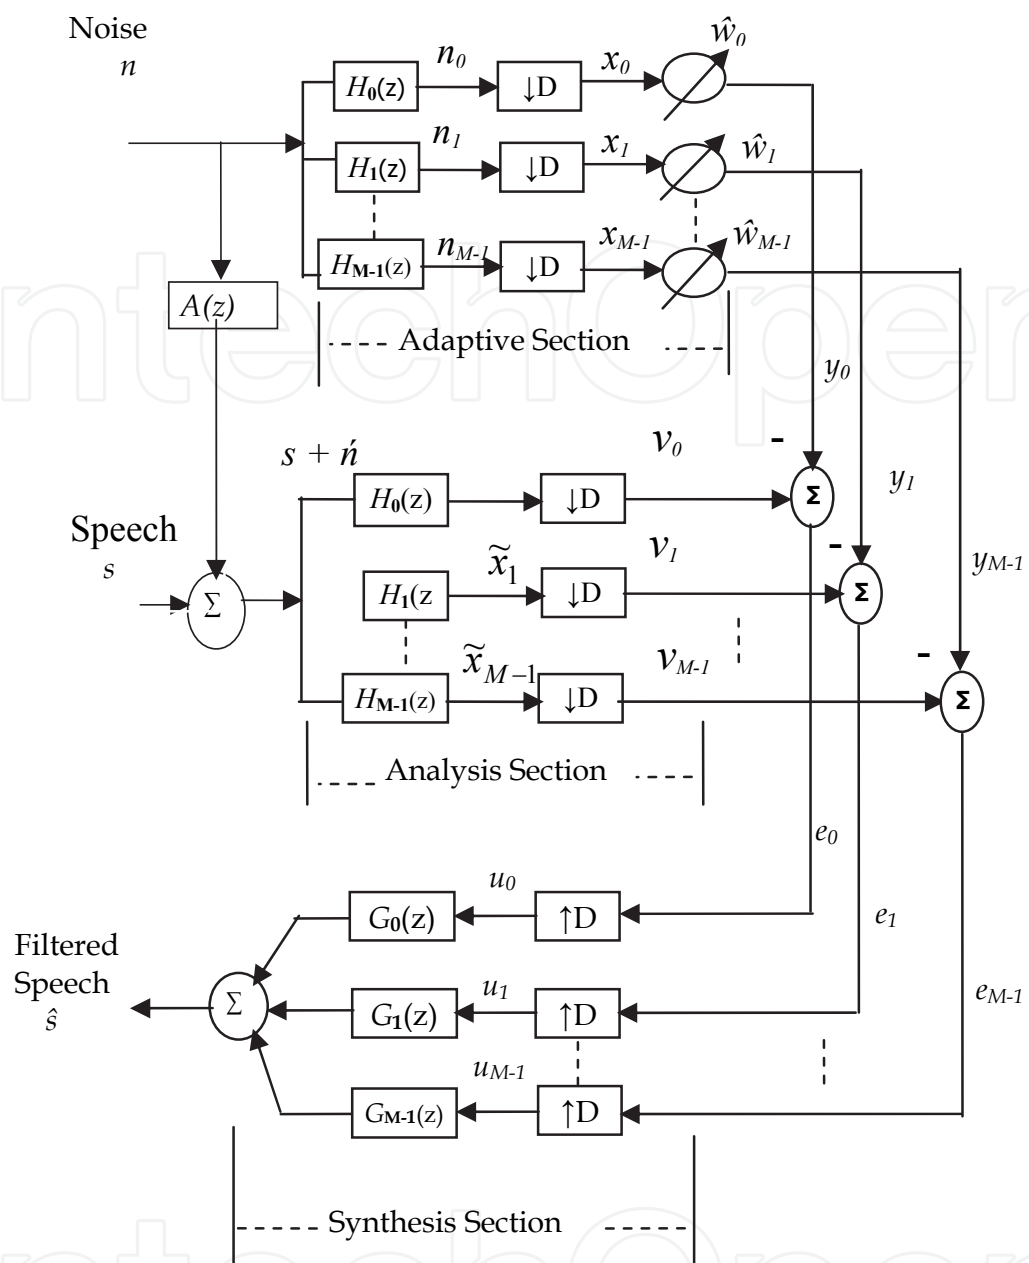 Noise
n
H0(z) n0 ↓D x0 ŵ0
H1(z) n1 ↓D x1 ŵ1
HM-1(z) nM-1 ↓D xM-1 ŵM-1
A(z)
Adaptive Section
y0
s + ń
H0(z) ↓D v0 - Σ
y1
Speech
s
Σ
H1(z x̃1 ↓D v1 - Σ
yM-1
HM-1(z) x̃M−1 ↓D vM-1 - Σ
Analysis Section
e0
G0(z) u0 ↑D
e1
Filtered
Speech
ŝ
Σ
G1(z) u1 ↑D
eM-1
GM-1(z) uM-1 ↑D
Synthesis Section
ntechOpen
ntechOpen